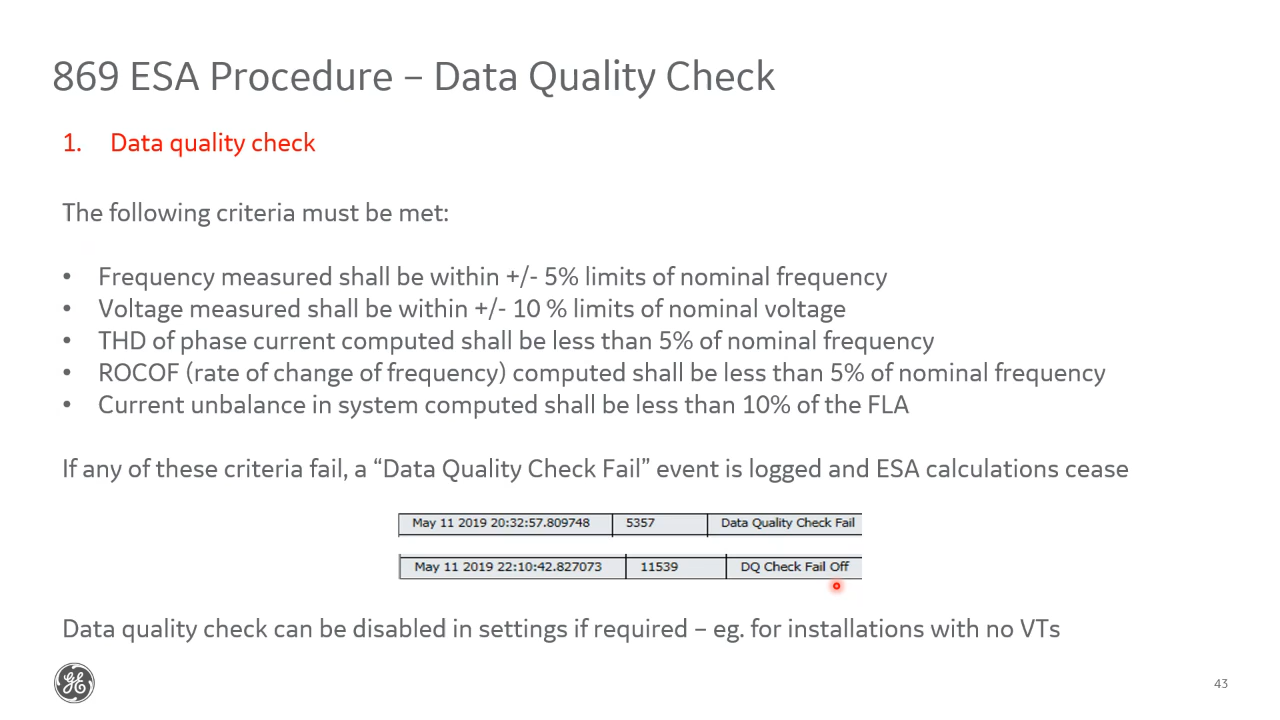 869 ESA Procedure – Data Quality Check
1. Data quality check
The following criteria must be met:
• Frequency measured shall be within +/- 5% limits of nominal frequency
• Voltage measured shall be within +/- 10 % limits of nominal voltage
• THD of phase current computed shall be less than 5% of nominal frequency
• ROCOF (rate of change of frequency) computed shall be less than 5% of nominal frequency
• Current unbalance in system computed shall be less than 10% of the FLA
If any of these criteria fail, a “Data Quality Check Fail” event is logged and ESA calculations cease
May 11 2019 20:32:57.809748 5357 Data Quality Check Fail
May 11 2019 22:10:42.827073 11539 DQ Check Fail Off
Data quality check can be disabled in settings if required – eg. for installations with no VTs
GE
43